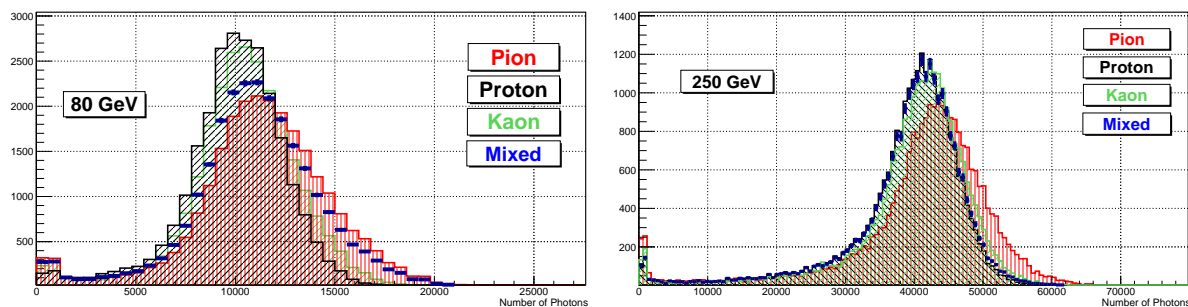 3000
2500
2000
1500
1000
500
0 5000 10000 15000 20000 25000
Number of Photons
80 GeV
Pion
Proton
Kaon
Mixed
1400
1200
1000
800
600
400
200
0 10000 20000 30000 40000 50000 60000 70000
Number of Photons
250 GeV
Pion
Proton
Kaon
Mixed